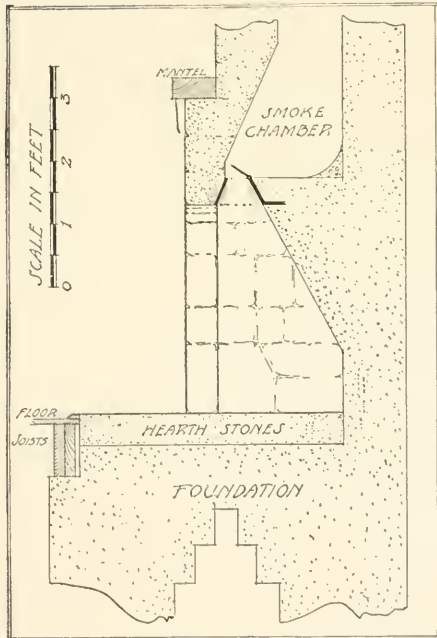 MANTEL
SMOKE
CHAMBER
SCALE IN FEET
3
2
1
0
FLOOR
JOISTS
HEARTH STONES
FOUNDATION